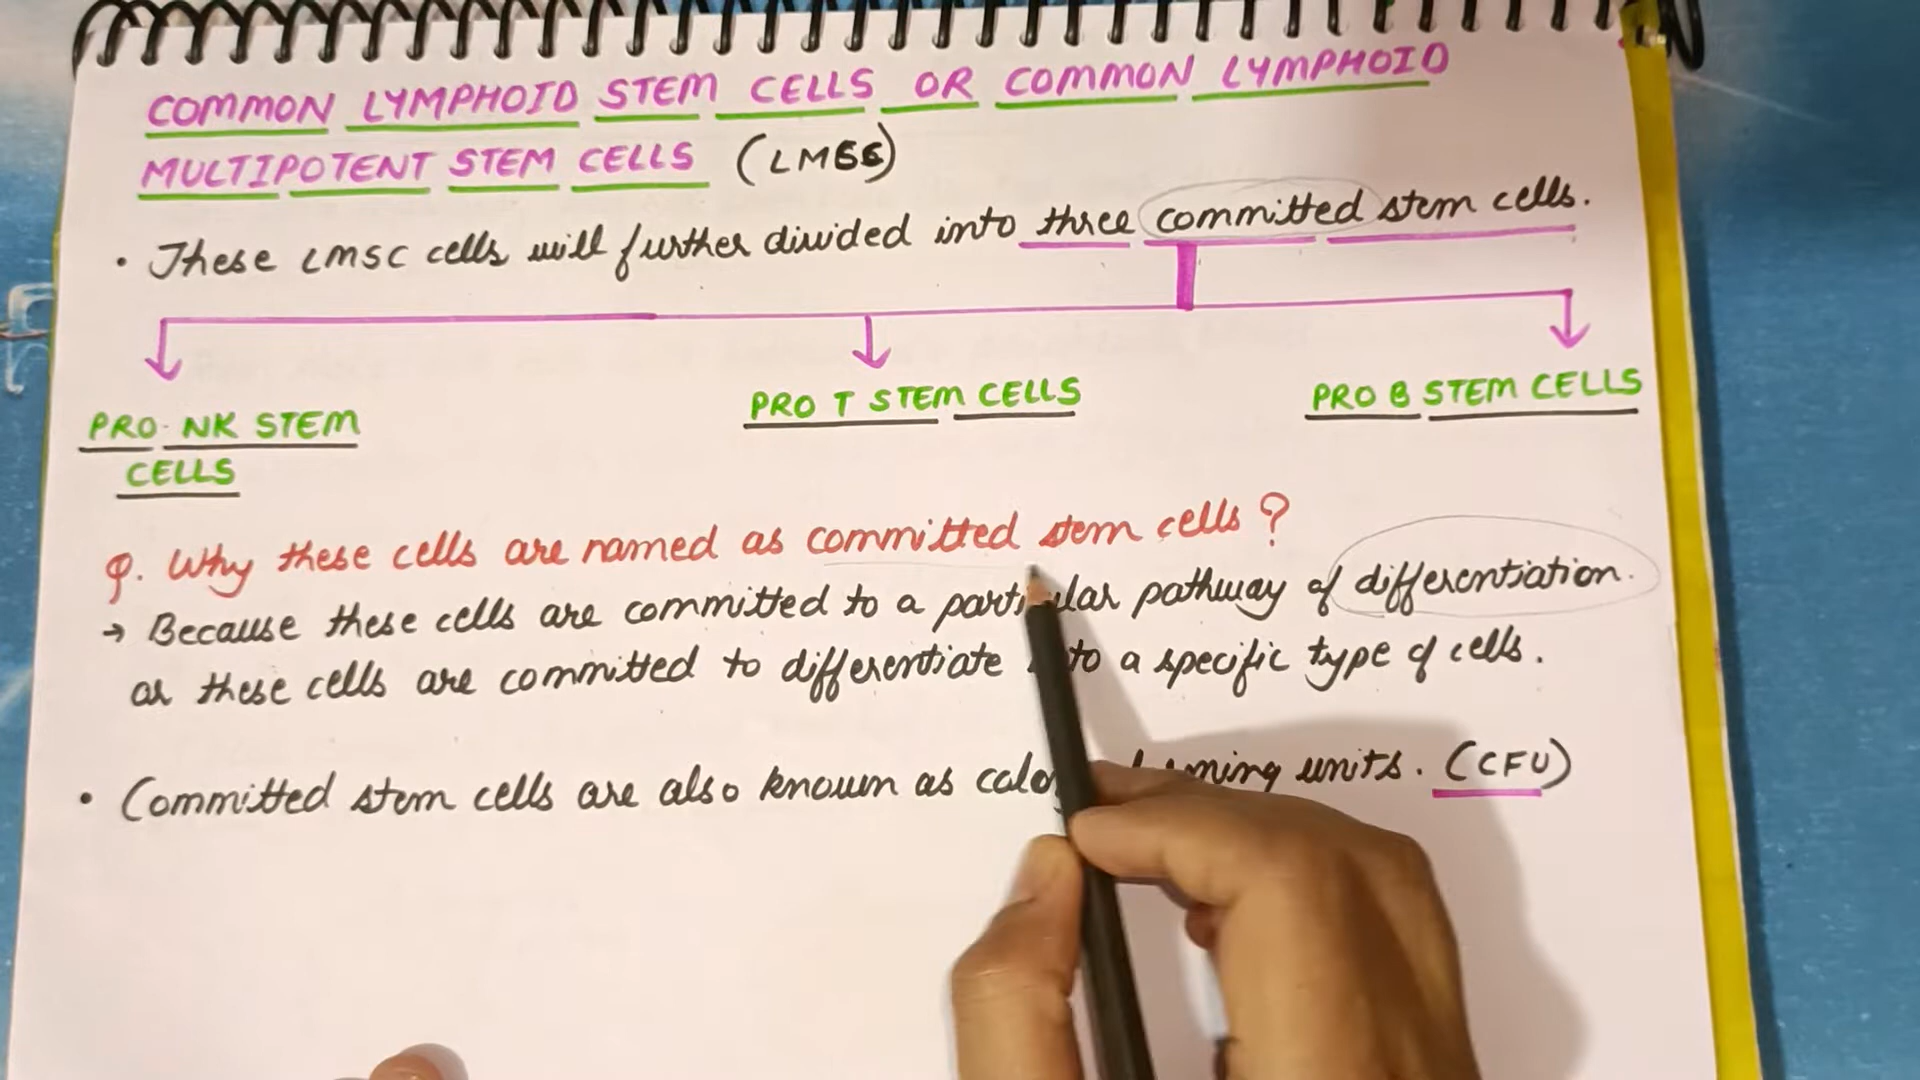 COMMON LYMPHOID STEM CELLS OR COMMON LYMPHOID
MULTIPOTENT STEM CELLS (LMSC)
• These LMSC cells will further divided into three committed stem cells.
PRO-NK STEM CELLS
PRO T STEM CELLS
PRO B STEM CELLS
Q. Why these cells are named as committed stem cells?
→ Because these cells are committed to a pathway of differentiation.
or these cells are committed to differentiate to a specific type of cells.
• Committed stem cells are also known as units. (CFU)